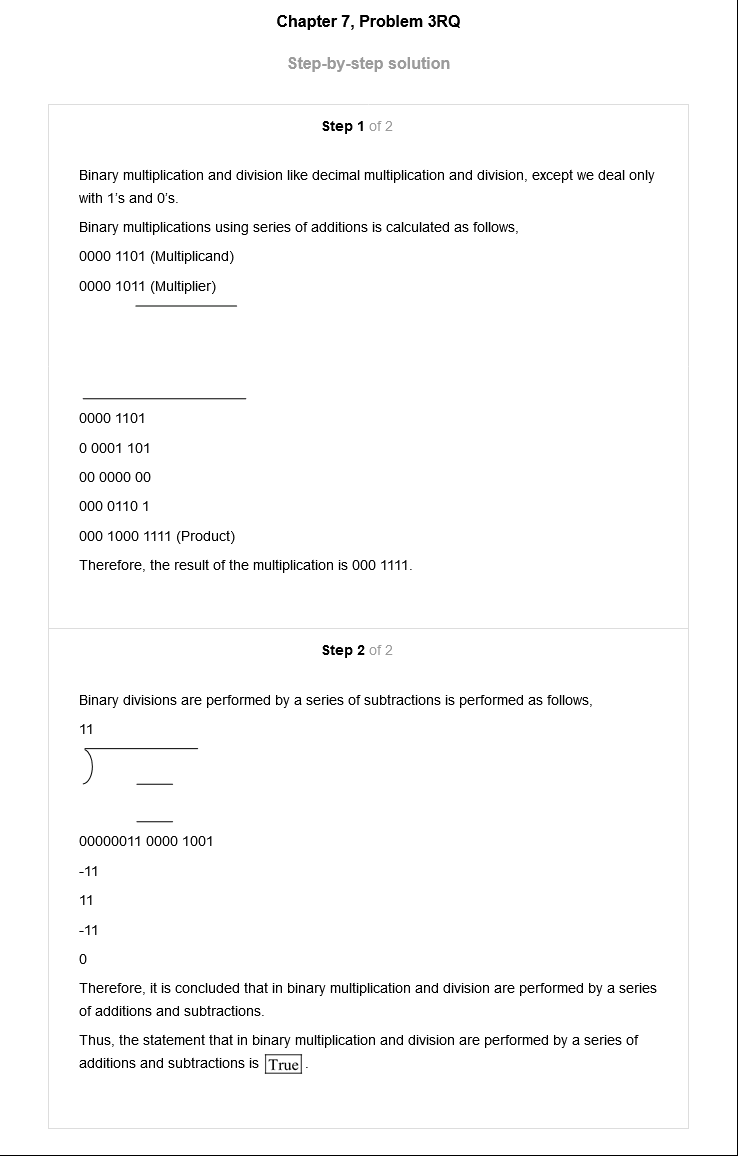 Chapter 7, Problem 3RQ
Step-by-step solution
Step 1 of 2
Binary multiplication and division like decimal multiplication and division, except we deal only
with 1's and 0's.
Binary multiplications using series of additions is calculated as follows,
0000 1101 (Multiplicand)
0000 1011 (Multiplier)
0000 1101
0 0001 101
00 0000 00
000 0110 1
000 1000 1111 (Product)
Therefore, the result of the multiplication is 000 1111.
Step 2 of 2
Binary divisions are performed by a series of subtractions is performed as follows,
11
00000011 0000 1001
-11
11
-11
0
Therefore, it is concluded that in binary multiplication and division are performed by a series
of additions and subtractions.
Thus, the statement that in binary multiplication and division are performed by a series of
additions and subtractions is True .